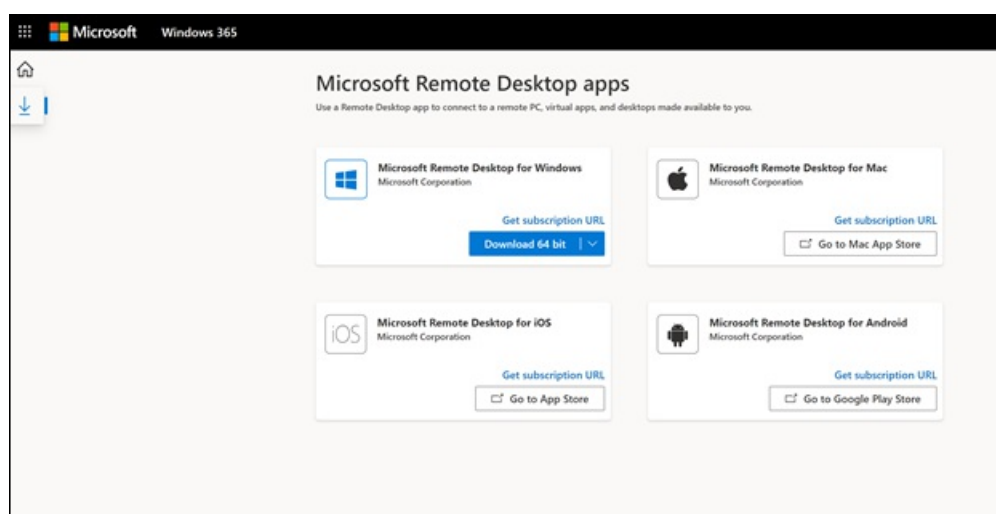 Microsoft Windows 365
Microsoft Remote Desktop apps
Use a Remote Desktop app to connect to a remote PC, virtual apps, and desktops made available to you.
Microsoft Remote Desktop for Windows
Microsoft Corporation
Get subscription URL
Download 64 bit
Microsoft Remote Desktop for Mac
Microsoft Corporation
Get subscription URL
Go to Mac App Store
iOS
Microsoft Remote Desktop for iOS
Microsoft Corporation
Get subscription URL
Go to App Store
Microsoft Remote Desktop for Android
Microsoft Corporation
Get subscription URL
Go to Google Play Store